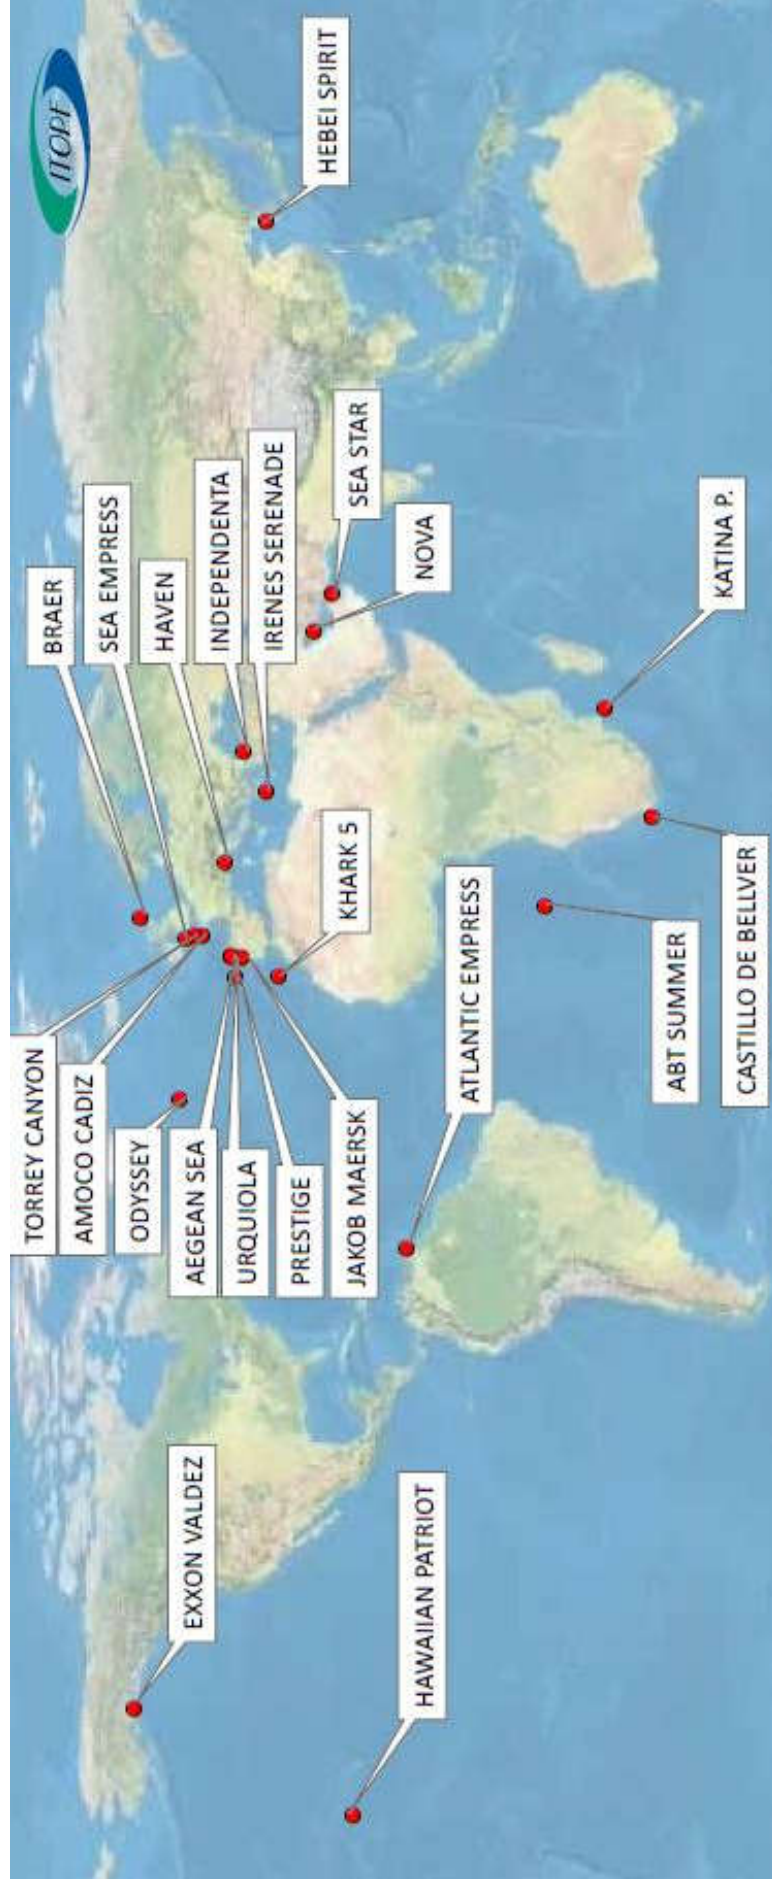 ITOPF
TORREY CANYON
AMOCO CADIZ
ODYSSEY
AEGEAN SEA
URQUIOLA
PRESTIGE
JAKOB MAERSK
BRAER
SEA EMPRESS
HAVEN
INDEPENDENTA
IRENES SERENADE
KHARK 5
SEA STAR
NOVA
HEBEI SPIRIT
EXXON VALDEZ
HAWAIIAN PATRIOT
ATLANTIC EMPRESS
ABT SUMMER
CASTILLO DE BELLVER
KATINA P.